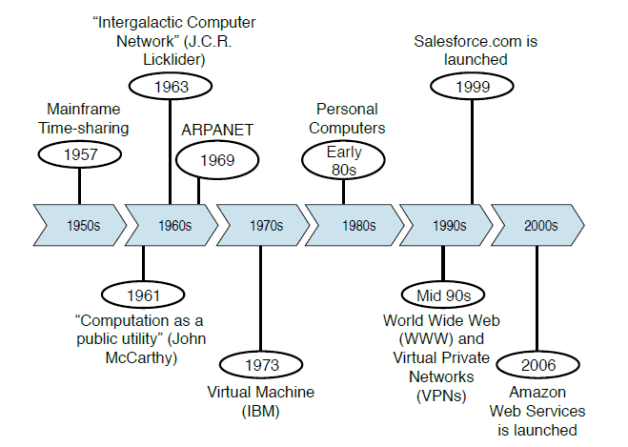 "Intergalactic Computer
Network" (J.C.R.
Licklider)
1963
Salesforce.com is
launched
1999
Mainframe
Time-sharing
1957
ARPANET
1969
Personal
Computers
Early
80s
1950s
1960s
1970s
1980s
1990s
2000s
1961
"Computation as a
public utility" (John
McCarthy)
1973
Virtual Machine
(IBM)
Mid 90s
World Wide Web
(WWW) and
Virtual Private
Networks
(VPNs)
2006
Amazon
Web Services
is launched